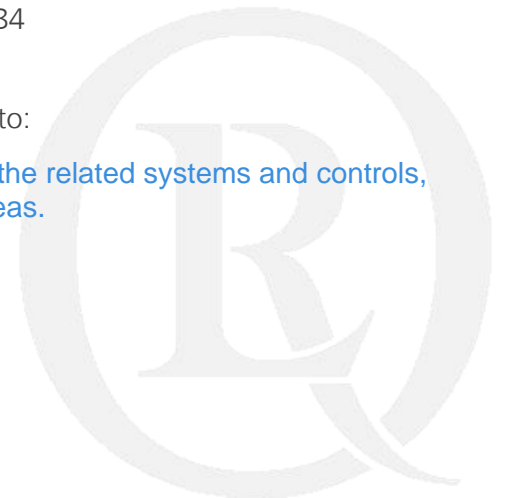 34
to:
the related systems and controls,
eas.